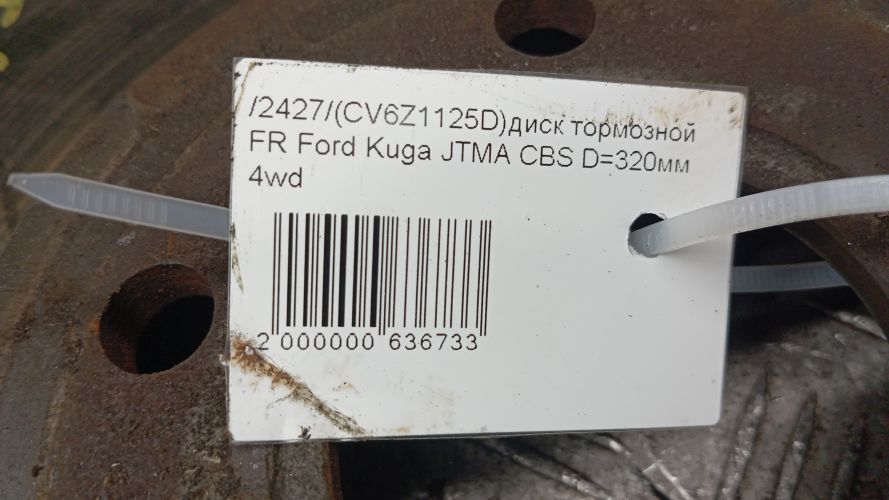 /2427/(CV6Z1125D)диск тормозной
FR Ford Kuga JTMA CBS D=320мм
4wd
2 000000 636733